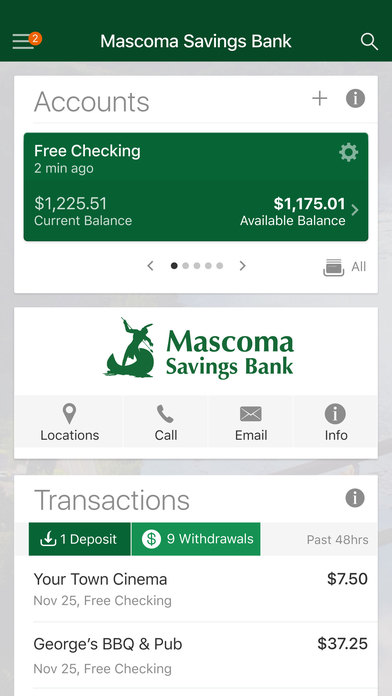 2
Mascoma Savings Bank
Accounts
Free Checking
2 min ago
$1,225.51 $1,175.01
Current Balance Available Balance
All
Mascoma
Savings Bank
Locations Call Email Info
Transactions
1 Deposit $ 9 Withdrawals Past 48hrs
Your Town Cinema $7.50
Nov 25, Free Checking
George's BBQ & Pub $37.25
Nov 25, Free Checking